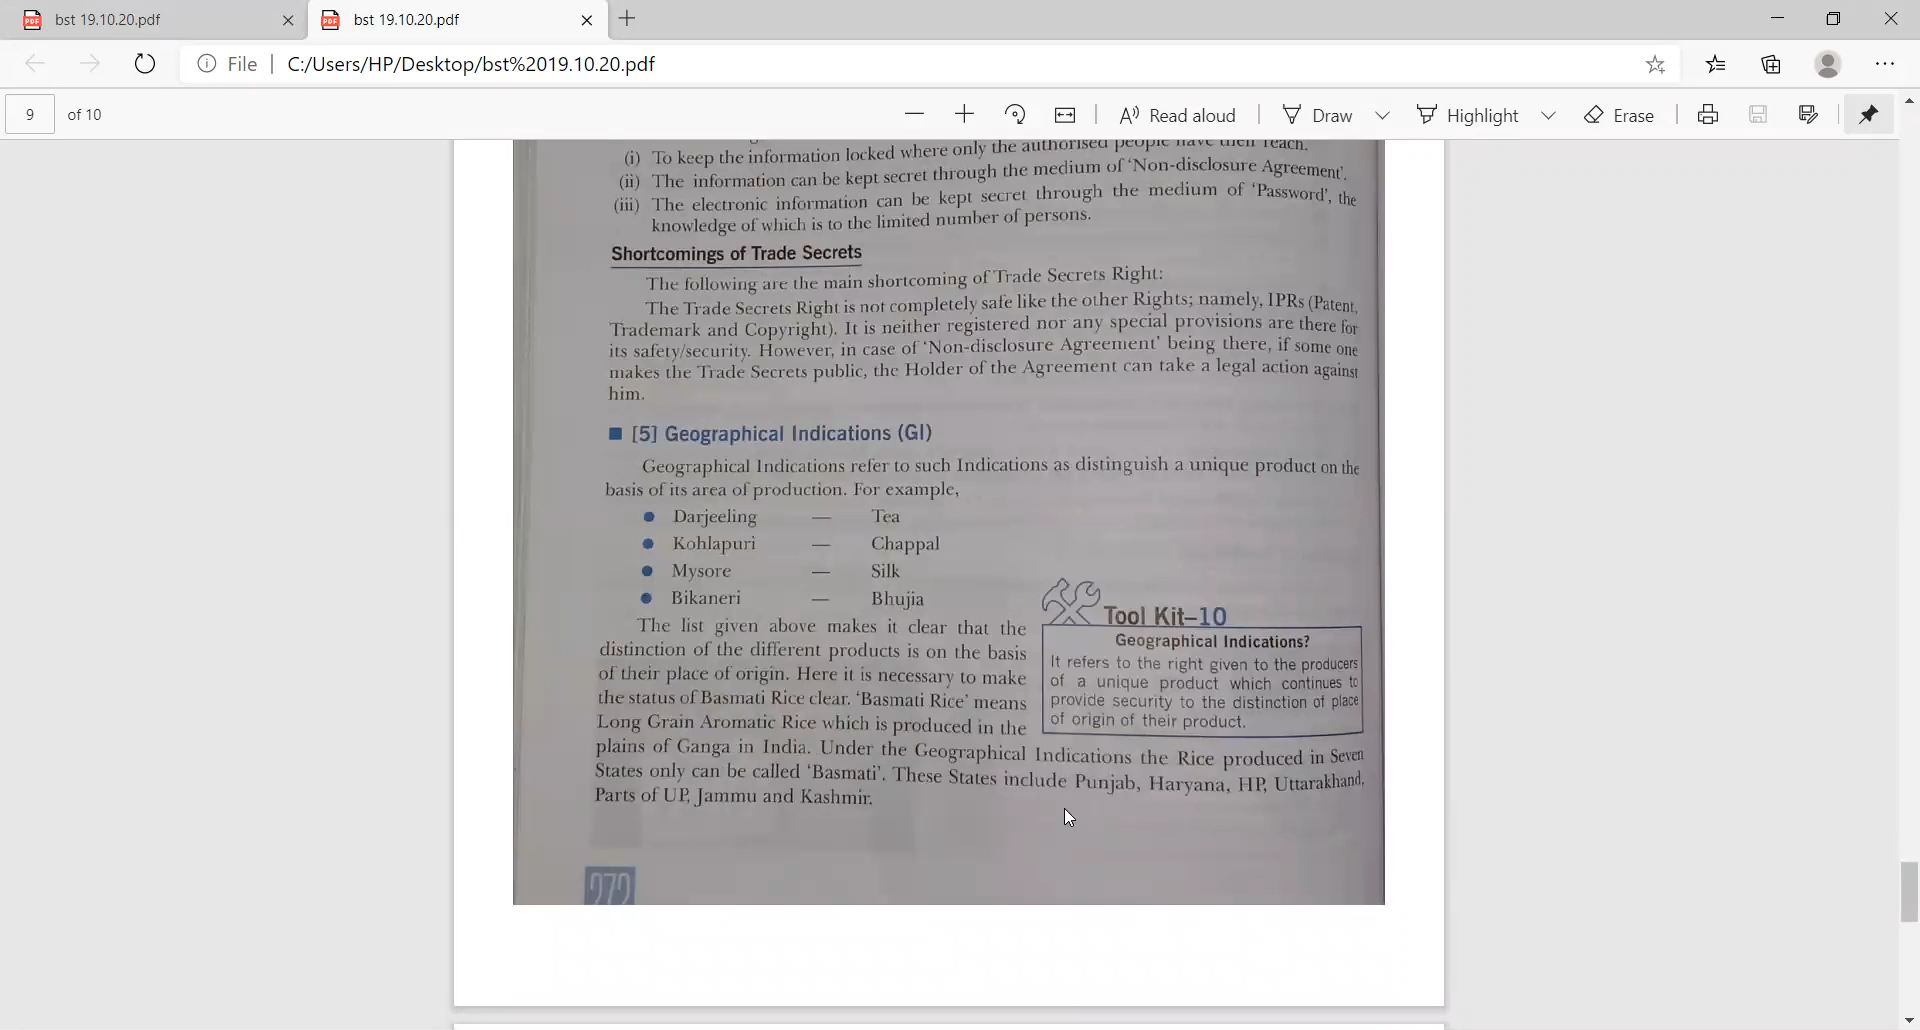 bst 19.10.20.pdf
bst 19.10.20.pdf
File
C:/Users/HP/Desktop/bst%2019.10.20.pdf
9 of 10
Read aloud
Draw
Highlight
Erase
(i) To keep the information locked where only the authorised people have their reach.
(ii) The information can be kept secret through the medium of 'Non-disclosure Agreement'.
(iii) The electronic information can be kept secret through the medium of 'Password', the
knowledge of which is to the limited number of persons.
Shortcomings of Trade Secrets
The following are the main shortcoming of Trade Secrets Right:
The Trade Secrets Right is not completely safe like the other Rights; namely, IPRs (Patent,
Trademark and Copyright). It is neither registered nor any special provisions are there for
its safety/security. However, in case of 'Non-disclosure Agreement' being there, if some one
makes the Trade Secrets public, the Holder of the Agreement can take a legal action against
him.
[5] Geographical Indications (GI)
Geographical Indications refer to such Indications as distinguish a unique product on the
basis of its area of production. For example,
Darjeeling — Tea
Kohlapuri — Chappal
Mysore — Silk
Bikaneri — Bhujia
The list given above makes it clear that the
distinction of the different products is on the basis
of their place of origin. Here it is necessary to make
the status of Basmati Rice clear. 'Basmati Rice' means
Long Grain Aromatic Rice which is produced in the
plains of Ganga in India. Under the Geographical Indications the Rice produced in Seven
States only can be called 'Basmati'. These States include Punjab, Haryana, HP, Uttarakhand,
Parts of UP, Jammu and Kashmir.
Tool Kit–10
Geographical Indications?
It refers to the right given to the producers
of a unique product which continues to
provide security to the distinction of place
of origin of their product.
272